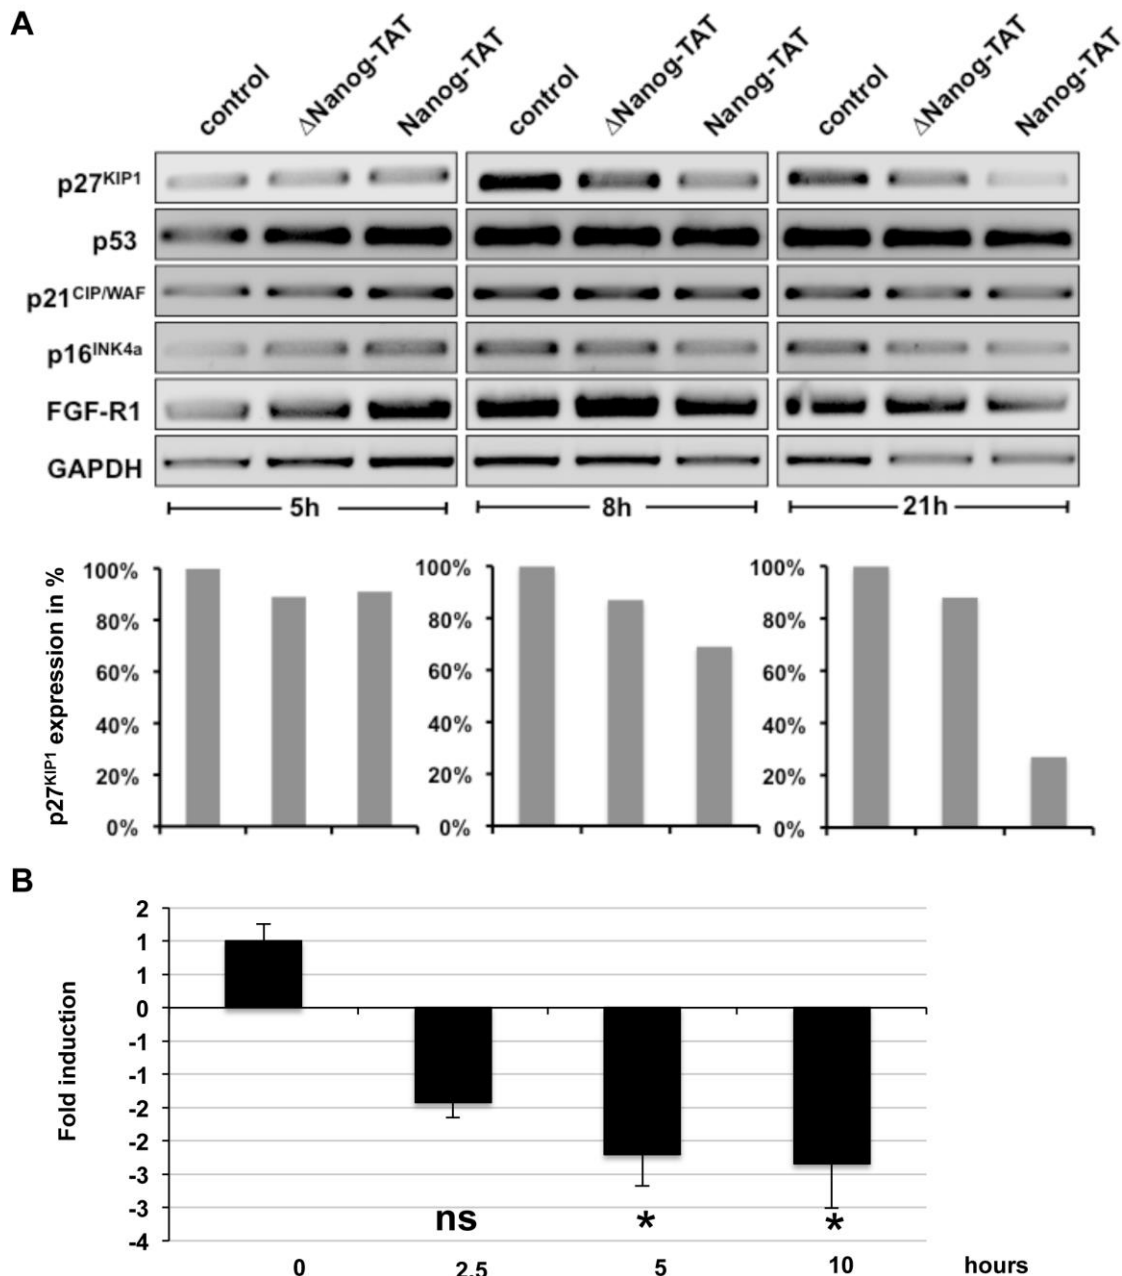 A
control ΔNanog-TAT Nanog-TAT control ΔNanog-TAT Nanog-TAT control ΔNanog-TAT Nanog-TAT
p27KIP1
p53
p21CIP/WAF
p16INK4a
FGF-R1
GAPDH
5h 8h 21h
p27KIP1 expression in %
100% 100% 100%
80% 80% 80%
60% 60% 60%
40% 40% 40%
20% 20% 20%
0% 0% 0%
B
Fold induction
2
1
1
0
-1
-1
-2
-2
-3
-3
-4
ns * *
0 2.5 5 10 hours